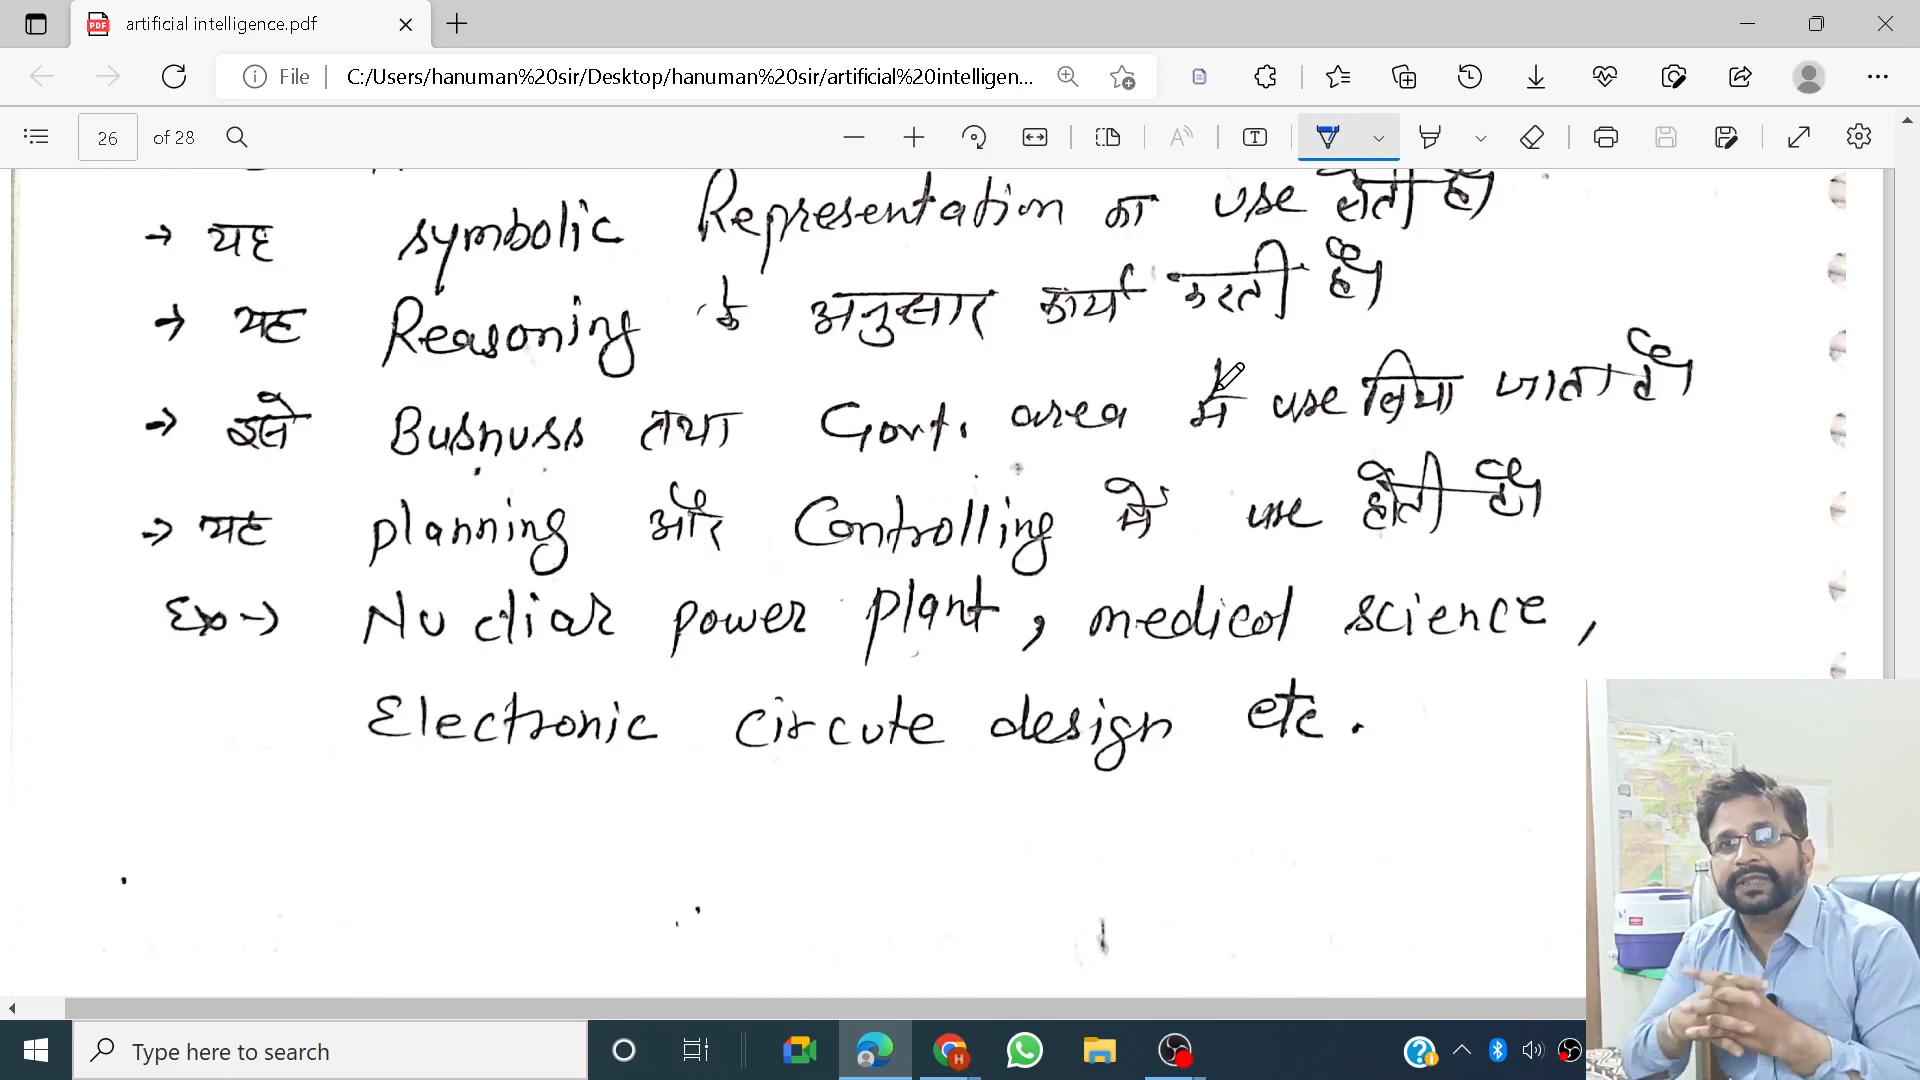 artificial intelligence.pdf
File
C:/Users/hanuman%20sir/Desktop/hanuman%20sir/artificial%20intelligen...
26 of 28
→ यह symbolic Representation का use होता है।
→ यह Reasoning के अनुसार कार्य करती है।
→ इसे Busnuss तथा Govt. area में use किया जाता है।
→ यह planning और Controlling में use होती है।
Ex → Nucliar power plant, medical science,
Electronic circute design etc.
Type here to search